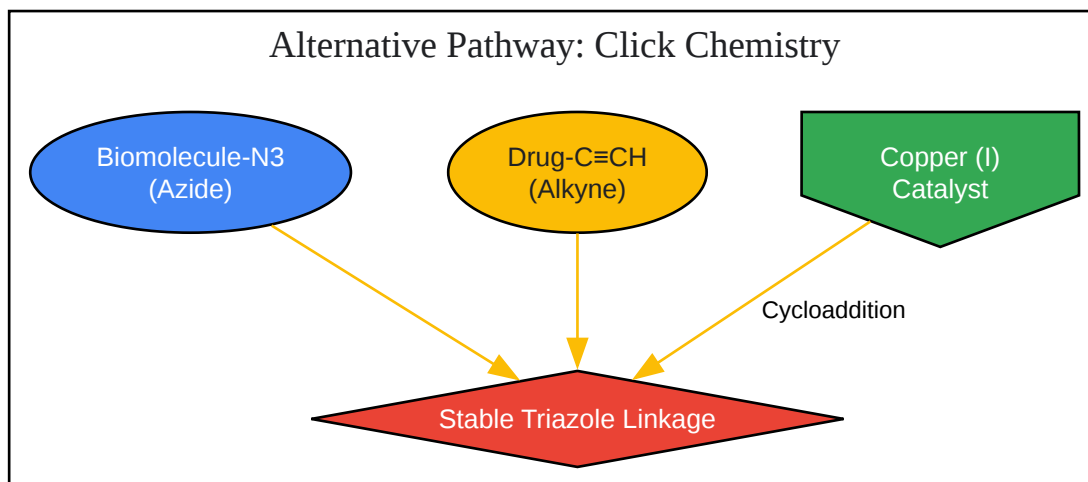 Alternative Pathway: Click Chemistry
Biomolecule-N3
(Azide)
Drug-C≡CH
(Alkyne)
Copper (I)
Catalyst
Cycloaddition
Stable Triazole Linkage